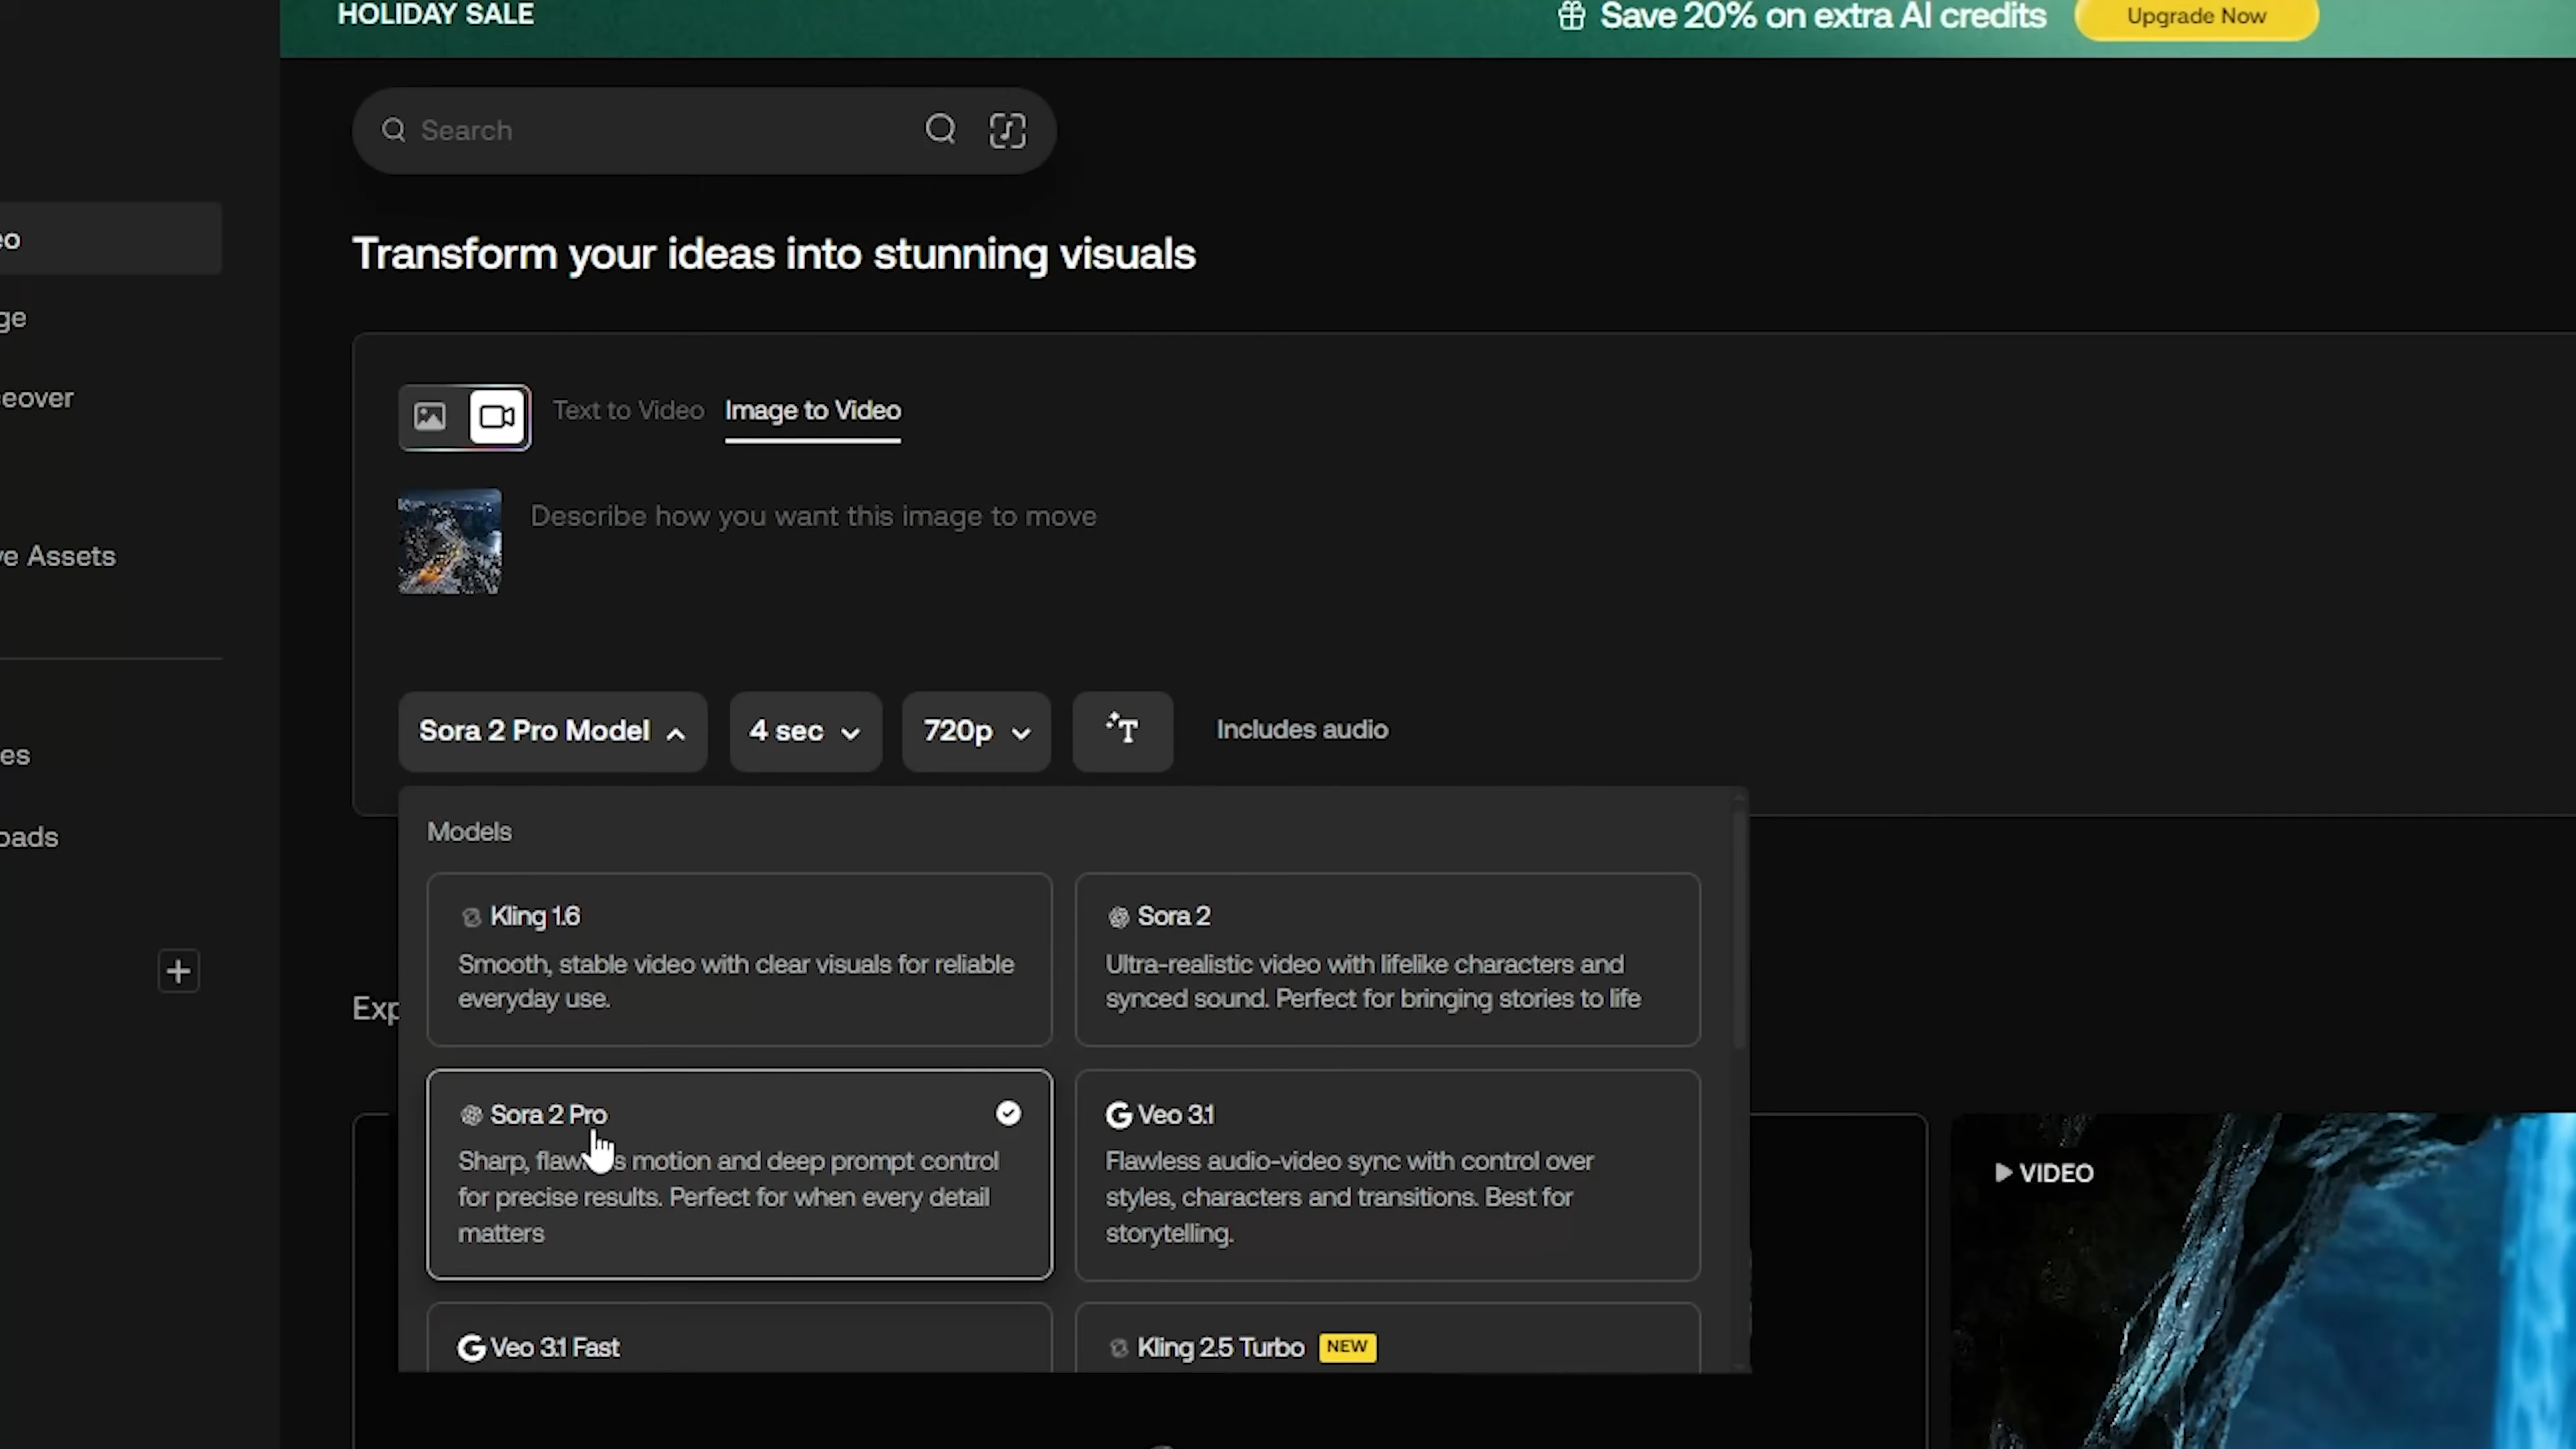 HOLIDAY SALE
Save 20% on extra AI credits
Upgrade Now
Search
Transform your ideas into stunning visuals
Text to Video
Image to Video
Describe how you want this image to move
Sora 2 Pro Model
4 sec
720p
T
Includes audio
Models
Kling 1.6
Smooth, stable video with clear visuals for reliable
everyday use.
Sora 2
Ultra-realistic video with lifelike characters and
synced sound. Perfect for bringing stories to life
Sora 2 Pro
Sharp, motion and deep prompt control
for precise results. Perfect for when every detail
matters
G Veo 3.1
Flawless audio-video sync with control over
styles, characters and transitions. Best for
storytelling.
G Veo 3.1 Fast
Kling 2.5 Turbo NEW
VIDEO
eo
ge
eover
ve Assets
es
oads
Exp